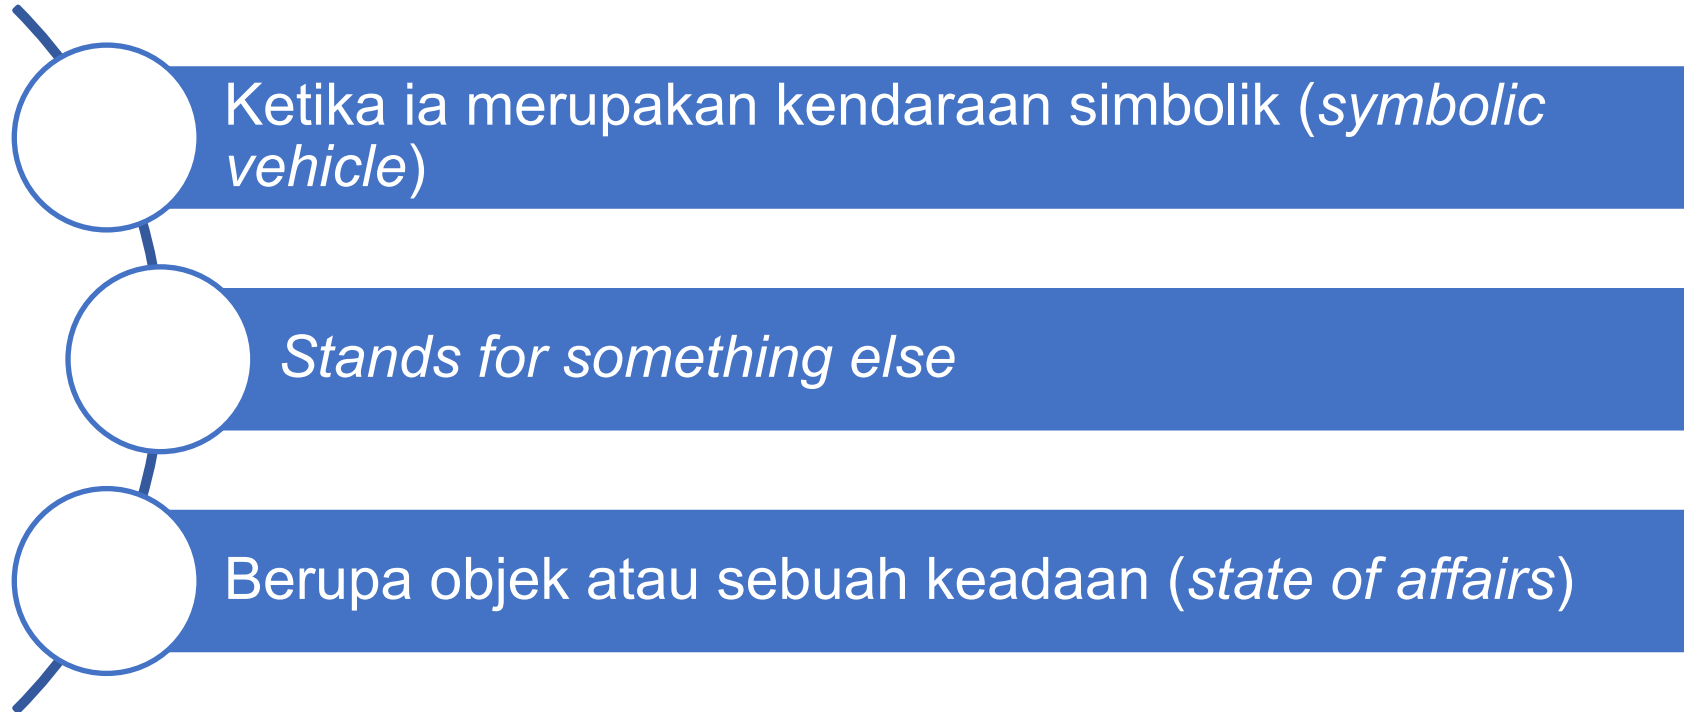 Ketika ia merupakan kendaraan simbolik (symbolic
vehicle)
Stands for something else
Berupa objek atau sebuah keadaan (state of affairs)